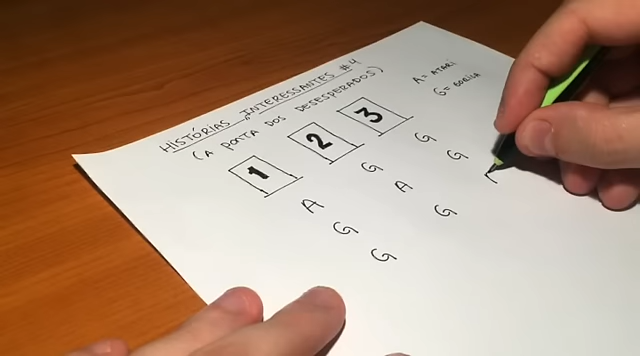 HISTÓRIAS INTERESSANTES #4
(A PORTA DOS DESESPERADOS)
A = ATARI
G = GORILA
1 2 3
A G G
G A G
G G